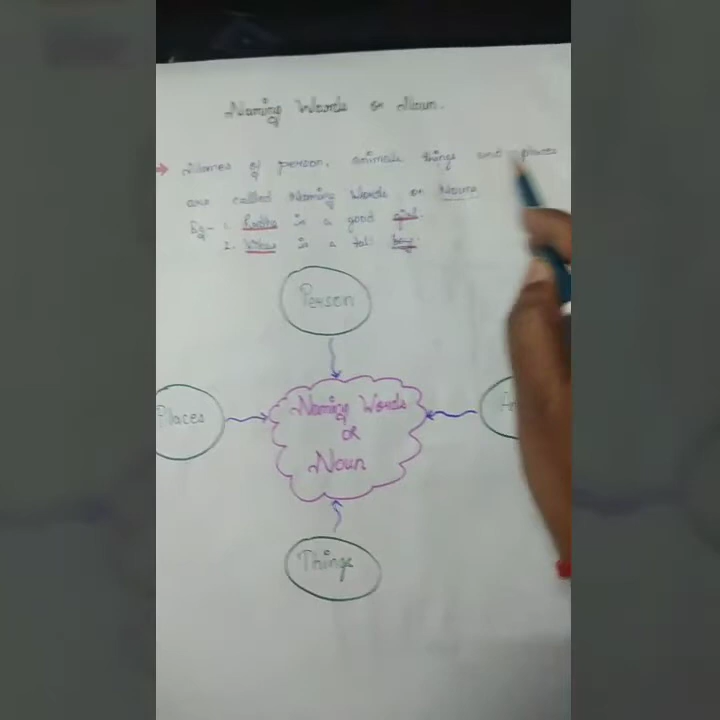 Naming Words or Noun.
→ Names of person, animals things and places
are called Naming Words or Nouns
Eg- 1. Radha is a good girl.
2. is a tall boy.
Person
Places
Naming Words
or
Noun
Things